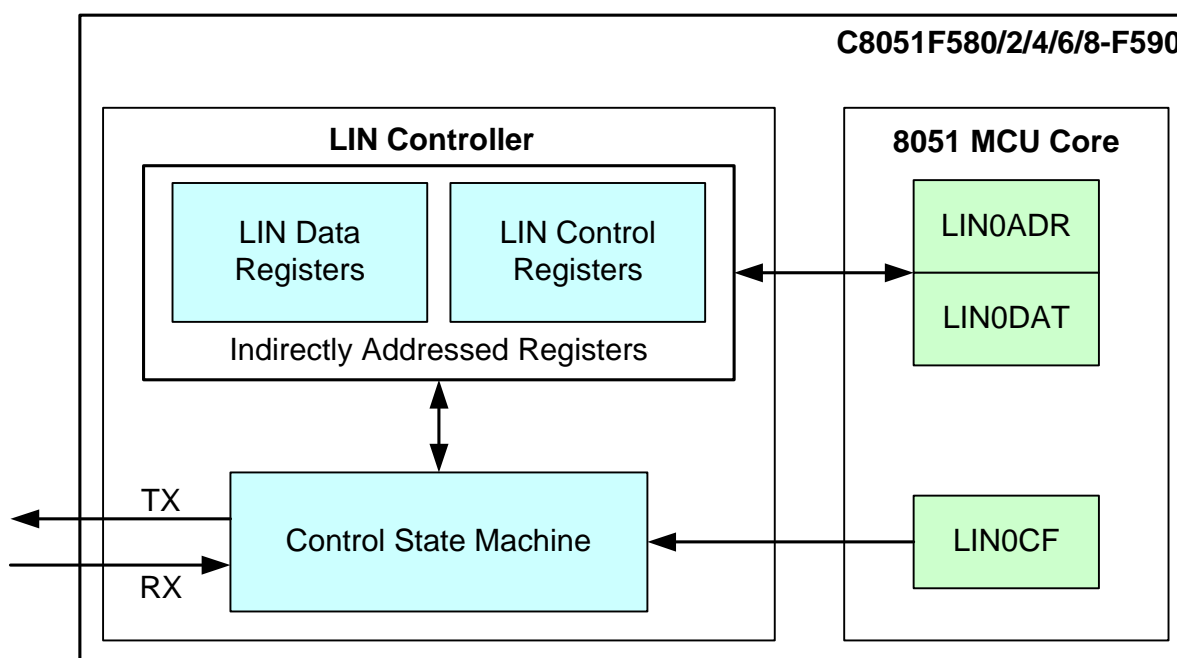 C8051F580/2/4/6/8-F590
LIN Controller
8051 MCU Core
LIN Data
Registers
LIN Control
Registers
Indirectly Addressed Registers
LIN0ADR
LIN0DAT
TX
RX
Control State Machine
LIN0CF